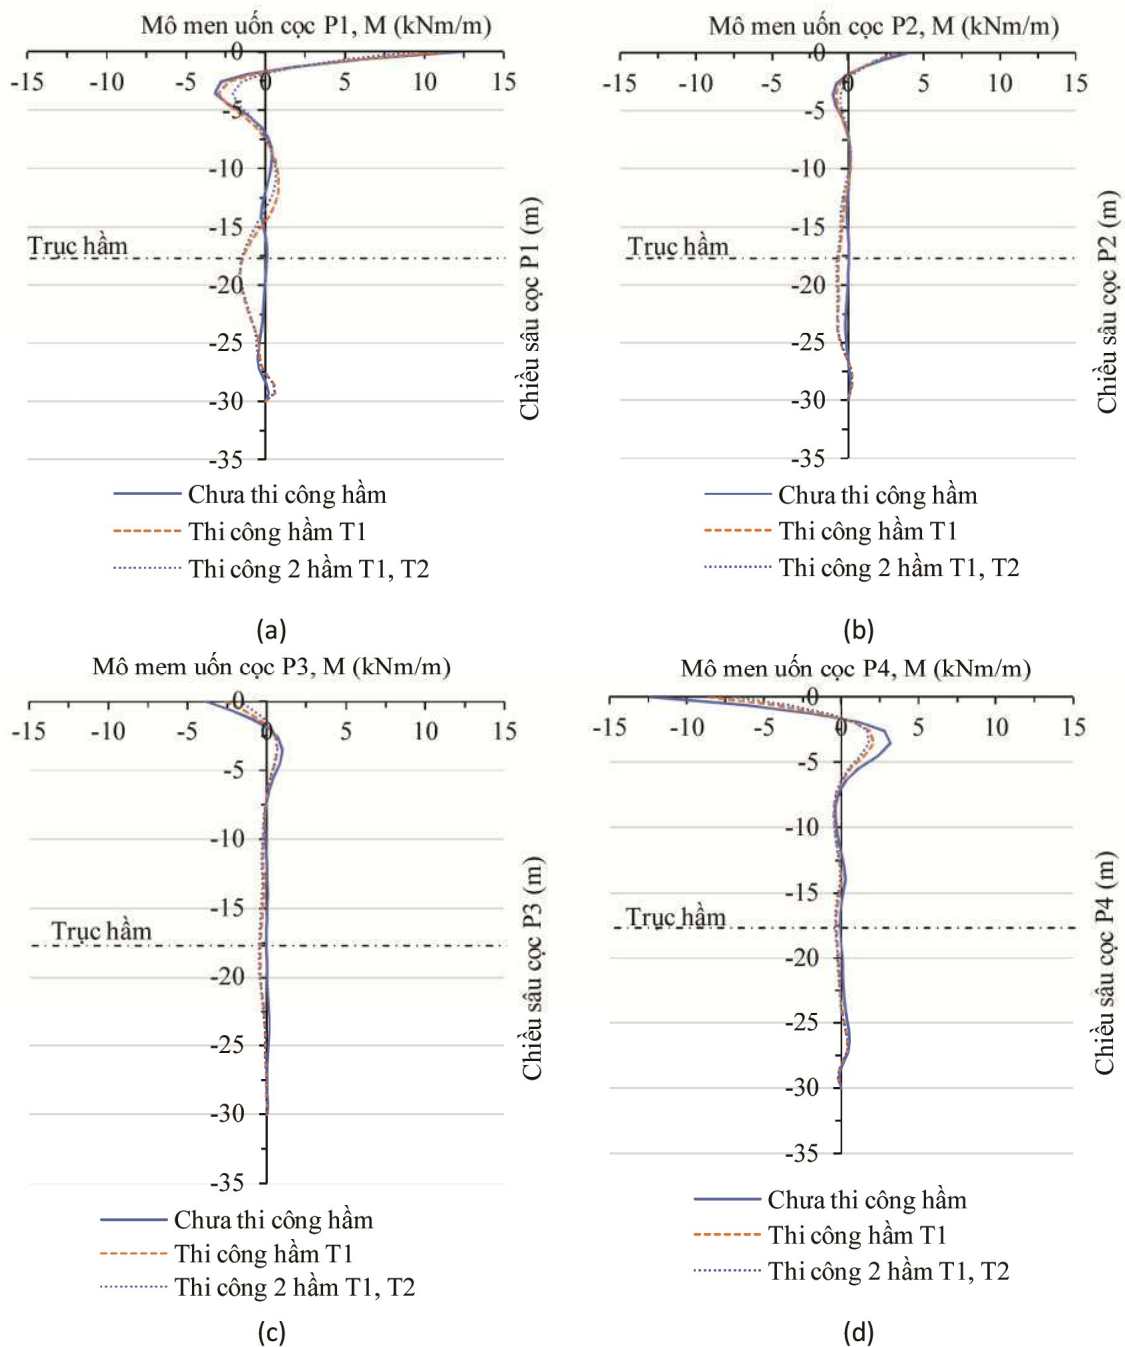 Mô men uốn cọc P1, M (kNm/m)
0
-15 -10 -5 0 5 10 15
-5
-10
-15
Trục hầm
-20
-25
-30
-35
Chiều sâu cọc P1 (m)
Chưa thi công hầm
Thi công hầm T1
Thi công 2 hầm T1, T2
(a)
Mô men uốn cọc P2, M (kNm/m)
0
-15 -10 -5 0 5 10 15
-5
-10
-15
Trục hầm
-20
-25
-30
-35
Chiều sâu cọc P2 (m)
Chưa thi công hầm
Thi công hầm T1
Thi công 2 hầm T1, T2
(b)
Mô mem uốn cọc P3, M (kNm/m)
0
-15 -10 -5 0 5 10 15
-5
-10
-15
Trục hầm
-20
-25
-30
-35
Chiều sâu cọc P3 (m)
Chưa thi công hầm
Thi công hầm T1
Thi công 2 hầm T1, T2
(c)
Mô men uốn cọc P4, M (kNm/m)
0
-15 -10 -5 0 5 10 15
-5
-10
-15
Trục hầm
-20
-25
-30
-35
Chiều sâu cọc P4 (m)
Chưa thi công hầm
Thi công hầm T1
Thi công 2 hầm T1, T2
(d)